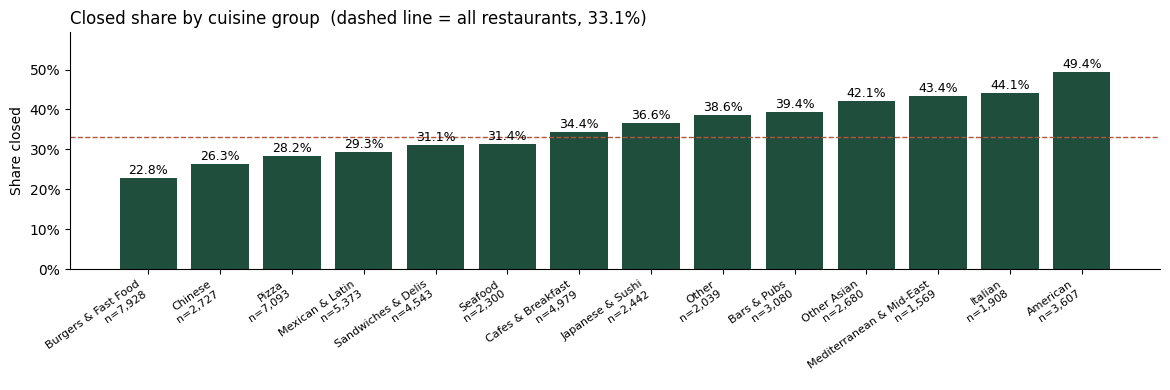 Closed share by cuisine group  (dashed line = all restaurants, 33.1%)
Share closed
50%
40%
30%
20%
10%
0%
22.8%
26.3%
28.2%
29.3%
31.1%
31.4%
34.4%
36.6%
38.6%
39.4%
42.1%
43.4%
44.1%
49.4%
Burgers & Fast Food
n=7,928
Chinese
n=2,727
Pizza
n=7,093
Mexican & Latin
n=5,373
Sandwiches & Delis
n=4,543
Seafood
n=2,300
Cafes & Breakfast
n=4,979
Japanese & Sushi
n=2,442
Other
n=2,039
Bars & Pubs
n=3,080
Other Asian
n=2,680
Mediterranean & Mid-East
n=1,569
Italian
n=1,908
American
n=3,607